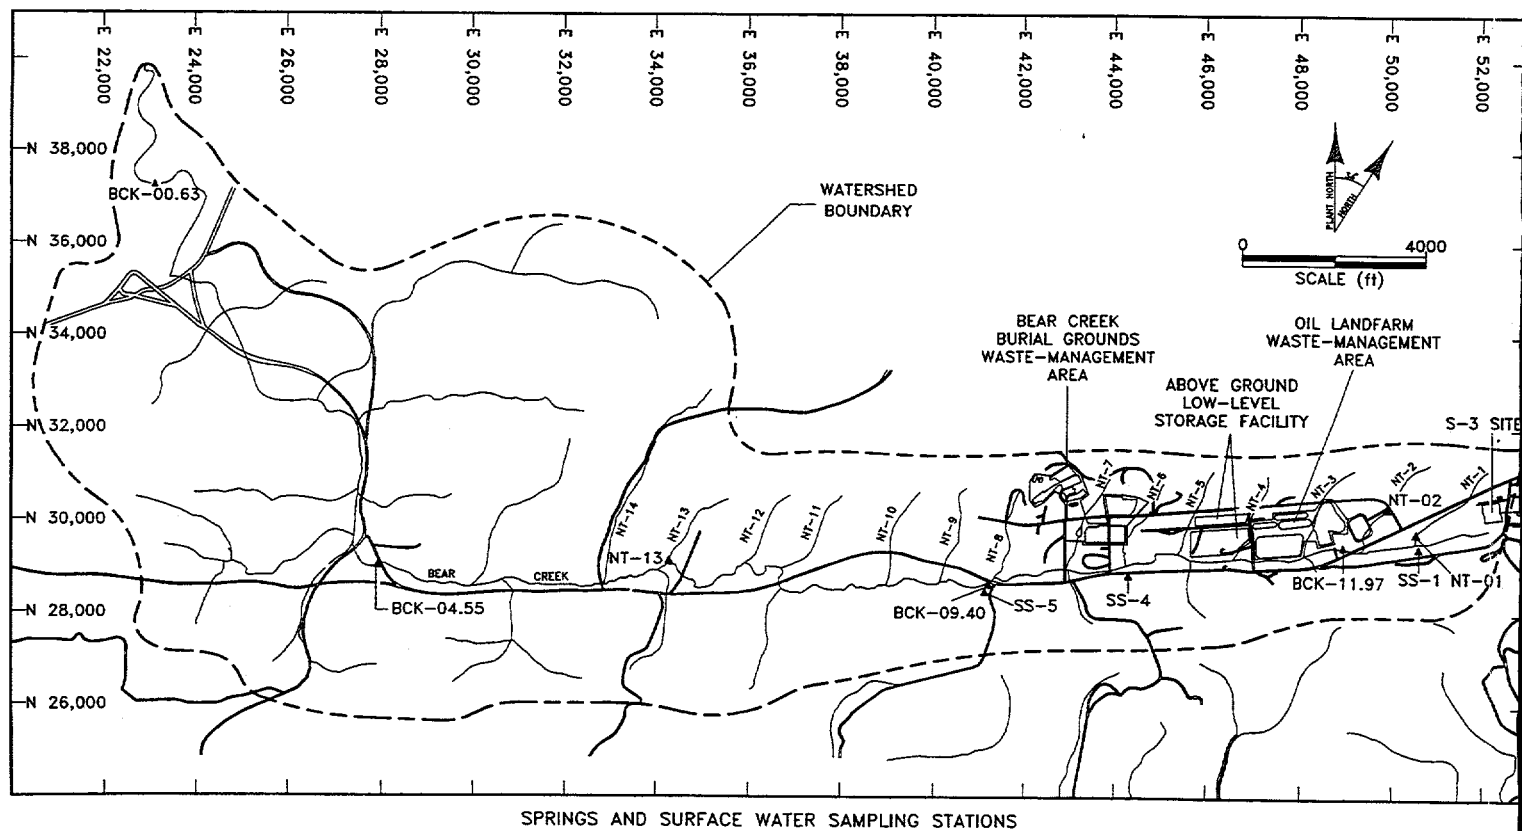 E 22,000
E 24,000
E 26,000
E 28,000
E 30,000
E 32,000
E 34,000
E 36,000
E 38,000
E 40,000
E 42,000
E 44,000
E 46,000
E 48,000
E 50,000
E 52,000
N 38,000
BCK-00.63
WATERSHED
BOUNDARY
PLANT NORTH
NORTH
N 36,000
0 4000
SCALE (ft)
N 34,000
BEAR CREEK
BURIAL GROUNDS
WASTE-MANAGEMENT
AREA
OIL LANDFARM
WASTE-MANAGEMENT
AREA
ABOVE GROUND
LOW-LEVEL
STORAGE FACILITY
N 32,000
S-3 SITE
N 30,000
NT-14
NT-13
NT-12
NT-11
NT-10
NT-9
NT-8
NT-7
NT-6
NT-5
NT-4
NT-3
NT-2
NT-1
NT-02
NT-13
BEAR CREEK
N 28,000
BCK-04.55
BCK-09.40
SS-5
SS-4
BCK-11.97
SS-1
NT-01
N 26,000
SPRINGS AND SURFACE WATER SAMPLING STATIONS